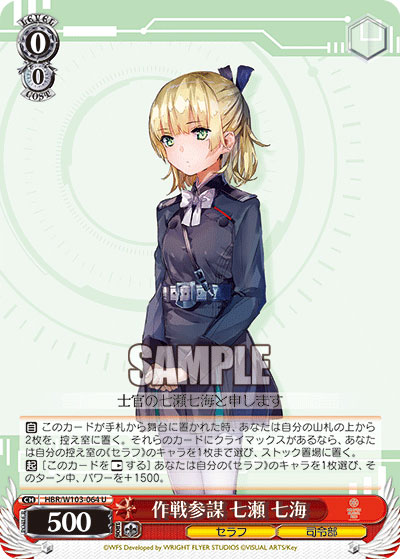 LEVEL
0
0
COST
SAMPLE
士官の七瀬七海と申します
自 このカードが手札から舞台に置かれた時、あなたは自分の山札の上から
2枚を、控え室に置く。それらのカードにクライマックスがあるなら、あなた
は自分の控え室の《セラフ》のキャラを1枚まで選び、ストック置場に置く。
起 [このカードを する] あなたは自分の《セラフ》のキャラを1枚選び、そ
のターン中、パワーを+1500。
CH HBR/W103-064 U
500
作戦参謀 七瀬 七海
セラフ 司令部
©WFS Developed by WRIGHT FLYER STUDIOS ©VISUAL ARTS/Key